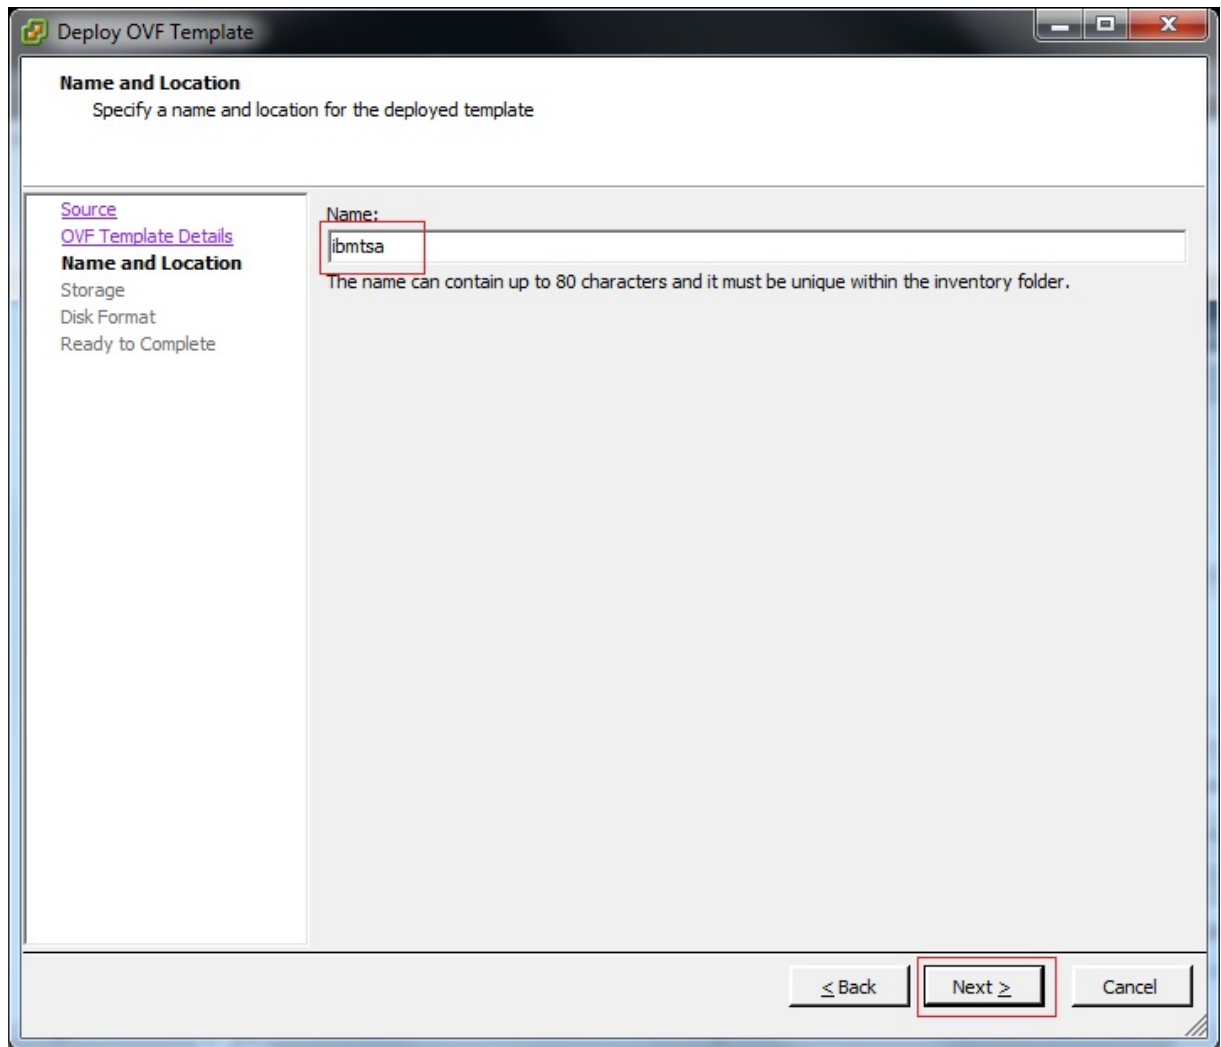 Deploy OVF Template
Name and Location
Specify a name and location for the deployed template
Source
OVF Template Details
Name and Location
Storage
Disk Format
Ready to Complete
Name:
ibmtsa
The name can contain up to 80 characters and it must be unique within the inventory folder.
< Back
Next >
Cancel